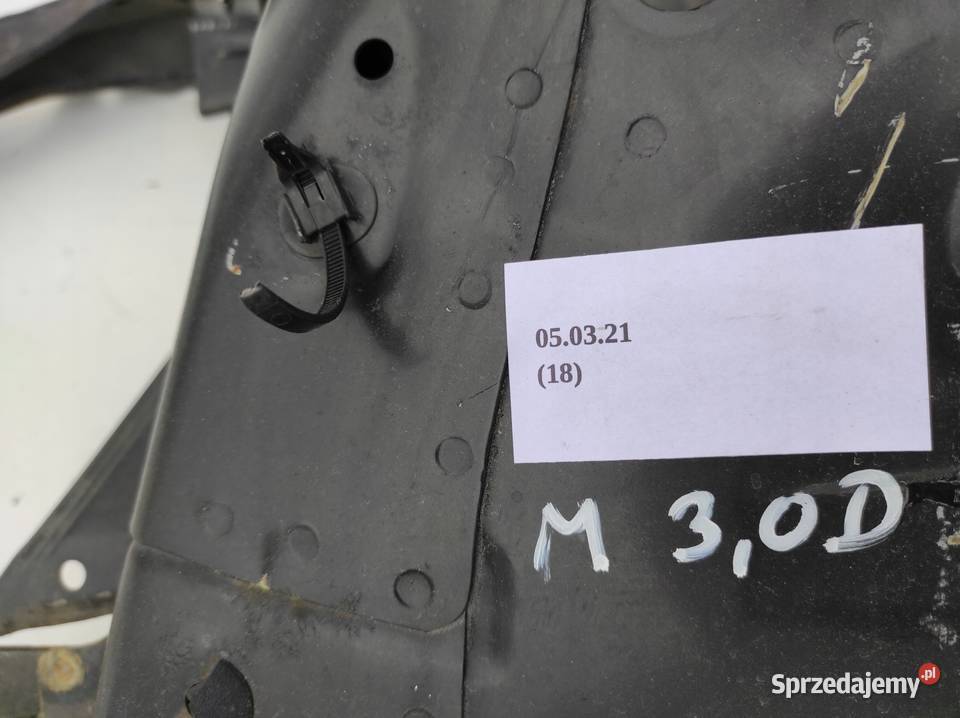 05.03.21
(18)
M 3,0D
Sprzedajemy.pl